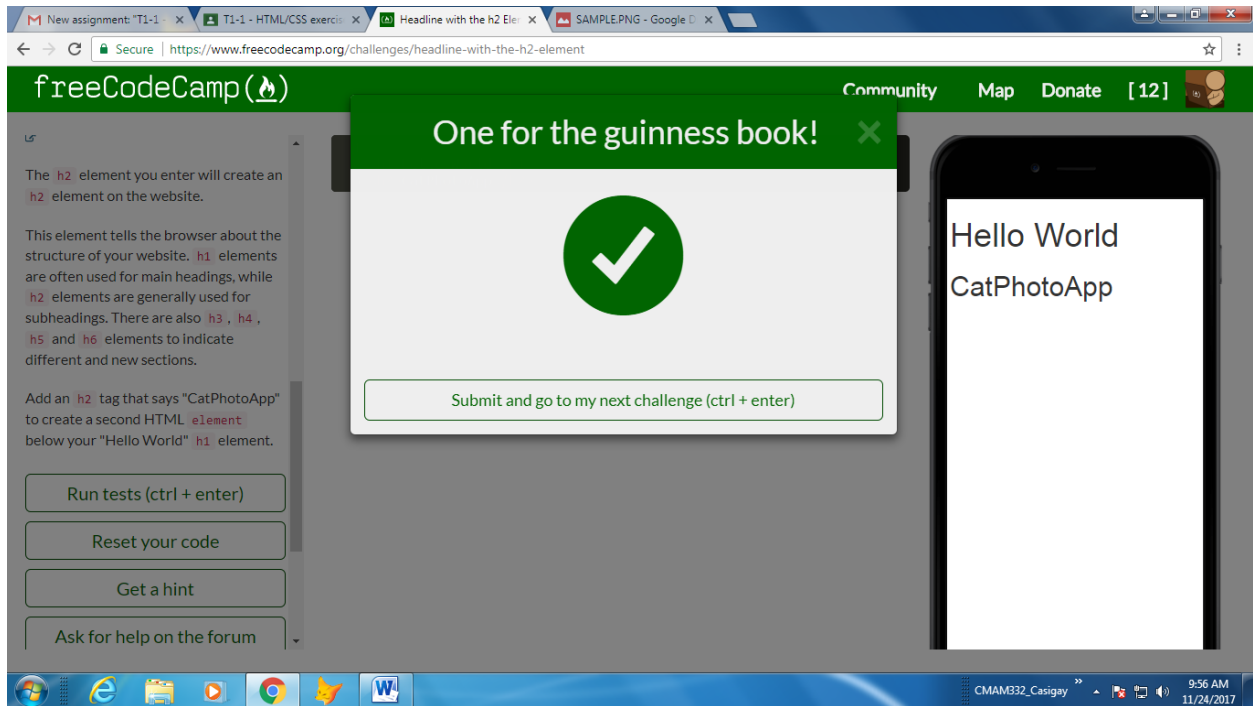 New assignment: "T1-1 -
T1-1 - HTML/CSS exercis
Headline with the h2 Ele
SAMPLE.PNG - Google D
Secure | https://www.freecodecamp.org/challenges/headline-with-the-h2-element
freeCodeCamp( )
Community Map Donate [ 12 ]
One for the guinness book!
The h2 element you enter will create an
h2 element on the website.
This element tells the browser about the
structure of your website. h1 elements
are often used for main headings, while
h2 elements are generally used for
subheadings. There are also h3 , h4 ,
h5 and h6 elements to indicate
different and new sections.
Add an h2 tag that says "CatPhotoApp"
to create a second HTML element
below your "Hello World" h1 element.
Run tests (ctrl + enter)
Reset your code
Get a hint
Ask for help on the forum
Submit and go to my next challenge (ctrl + enter)
Hello World
CatPhotoApp
CMAM332_Casigay
9:56 AM
11/24/2017